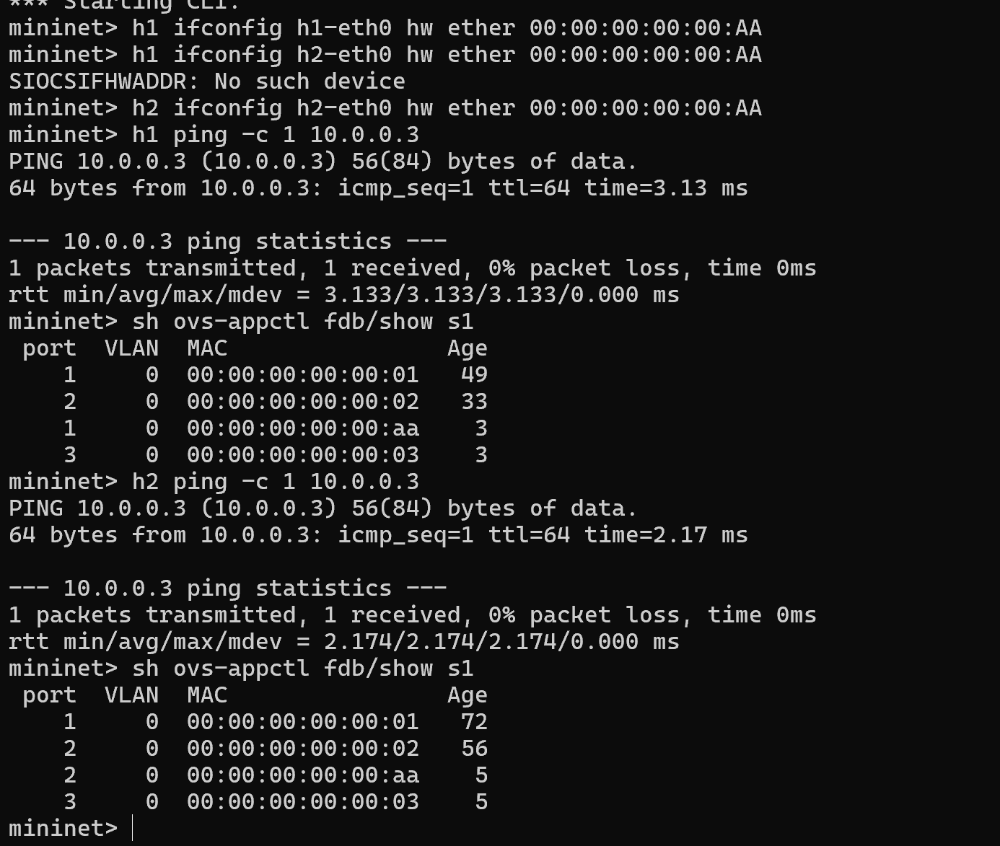 *** Starting CLI:
mininet> h1 ifconfig h1-eth0 hw ether 00:00:00:00:00:AA
mininet> h1 ifconfig h2-eth0 hw ether 00:00:00:00:00:AA
SIOCSIFHWADDR: No such device
mininet> h2 ifconfig h2-eth0 hw ether 00:00:00:00:00:AA
mininet> h1 ping -c 1 10.0.0.3
PING 10.0.0.3 (10.0.0.3) 56(84) bytes of data.
64 bytes from 10.0.0.3: icmp_seq=1 ttl=64 time=3.13 ms

--- 10.0.0.3 ping statistics ---
1 packets transmitted, 1 received, 0% packet loss, time 0ms
rtt min/avg/max/mdev = 3.133/3.133/3.133/0.000 ms
mininet> sh ovs-appctl fdb/show s1
 port  VLAN  MAC                Age
    1     0  00:00:00:00:00:01   49
    2     0  00:00:00:00:00:02   33
    1     0  00:00:00:00:00:aa    3
    3     0  00:00:00:00:00:03    3
mininet> h2 ping -c 1 10.0.0.3
PING 10.0.0.3 (10.0.0.3) 56(84) bytes of data.
64 bytes from 10.0.0.3: icmp_seq=1 ttl=64 time=2.17 ms

--- 10.0.0.3 ping statistics ---
1 packets transmitted, 1 received, 0% packet loss, time 0ms
rtt min/avg/max/mdev = 2.174/2.174/2.174/0.000 ms
mininet> sh ovs-appctl fdb/show s1
 port  VLAN  MAC                Age
    1     0  00:00:00:00:00:01   72
    2     0  00:00:00:00:00:02   56
    2     0  00:00:00:00:00:aa    5
    3     0  00:00:00:00:00:03    5
mininet>